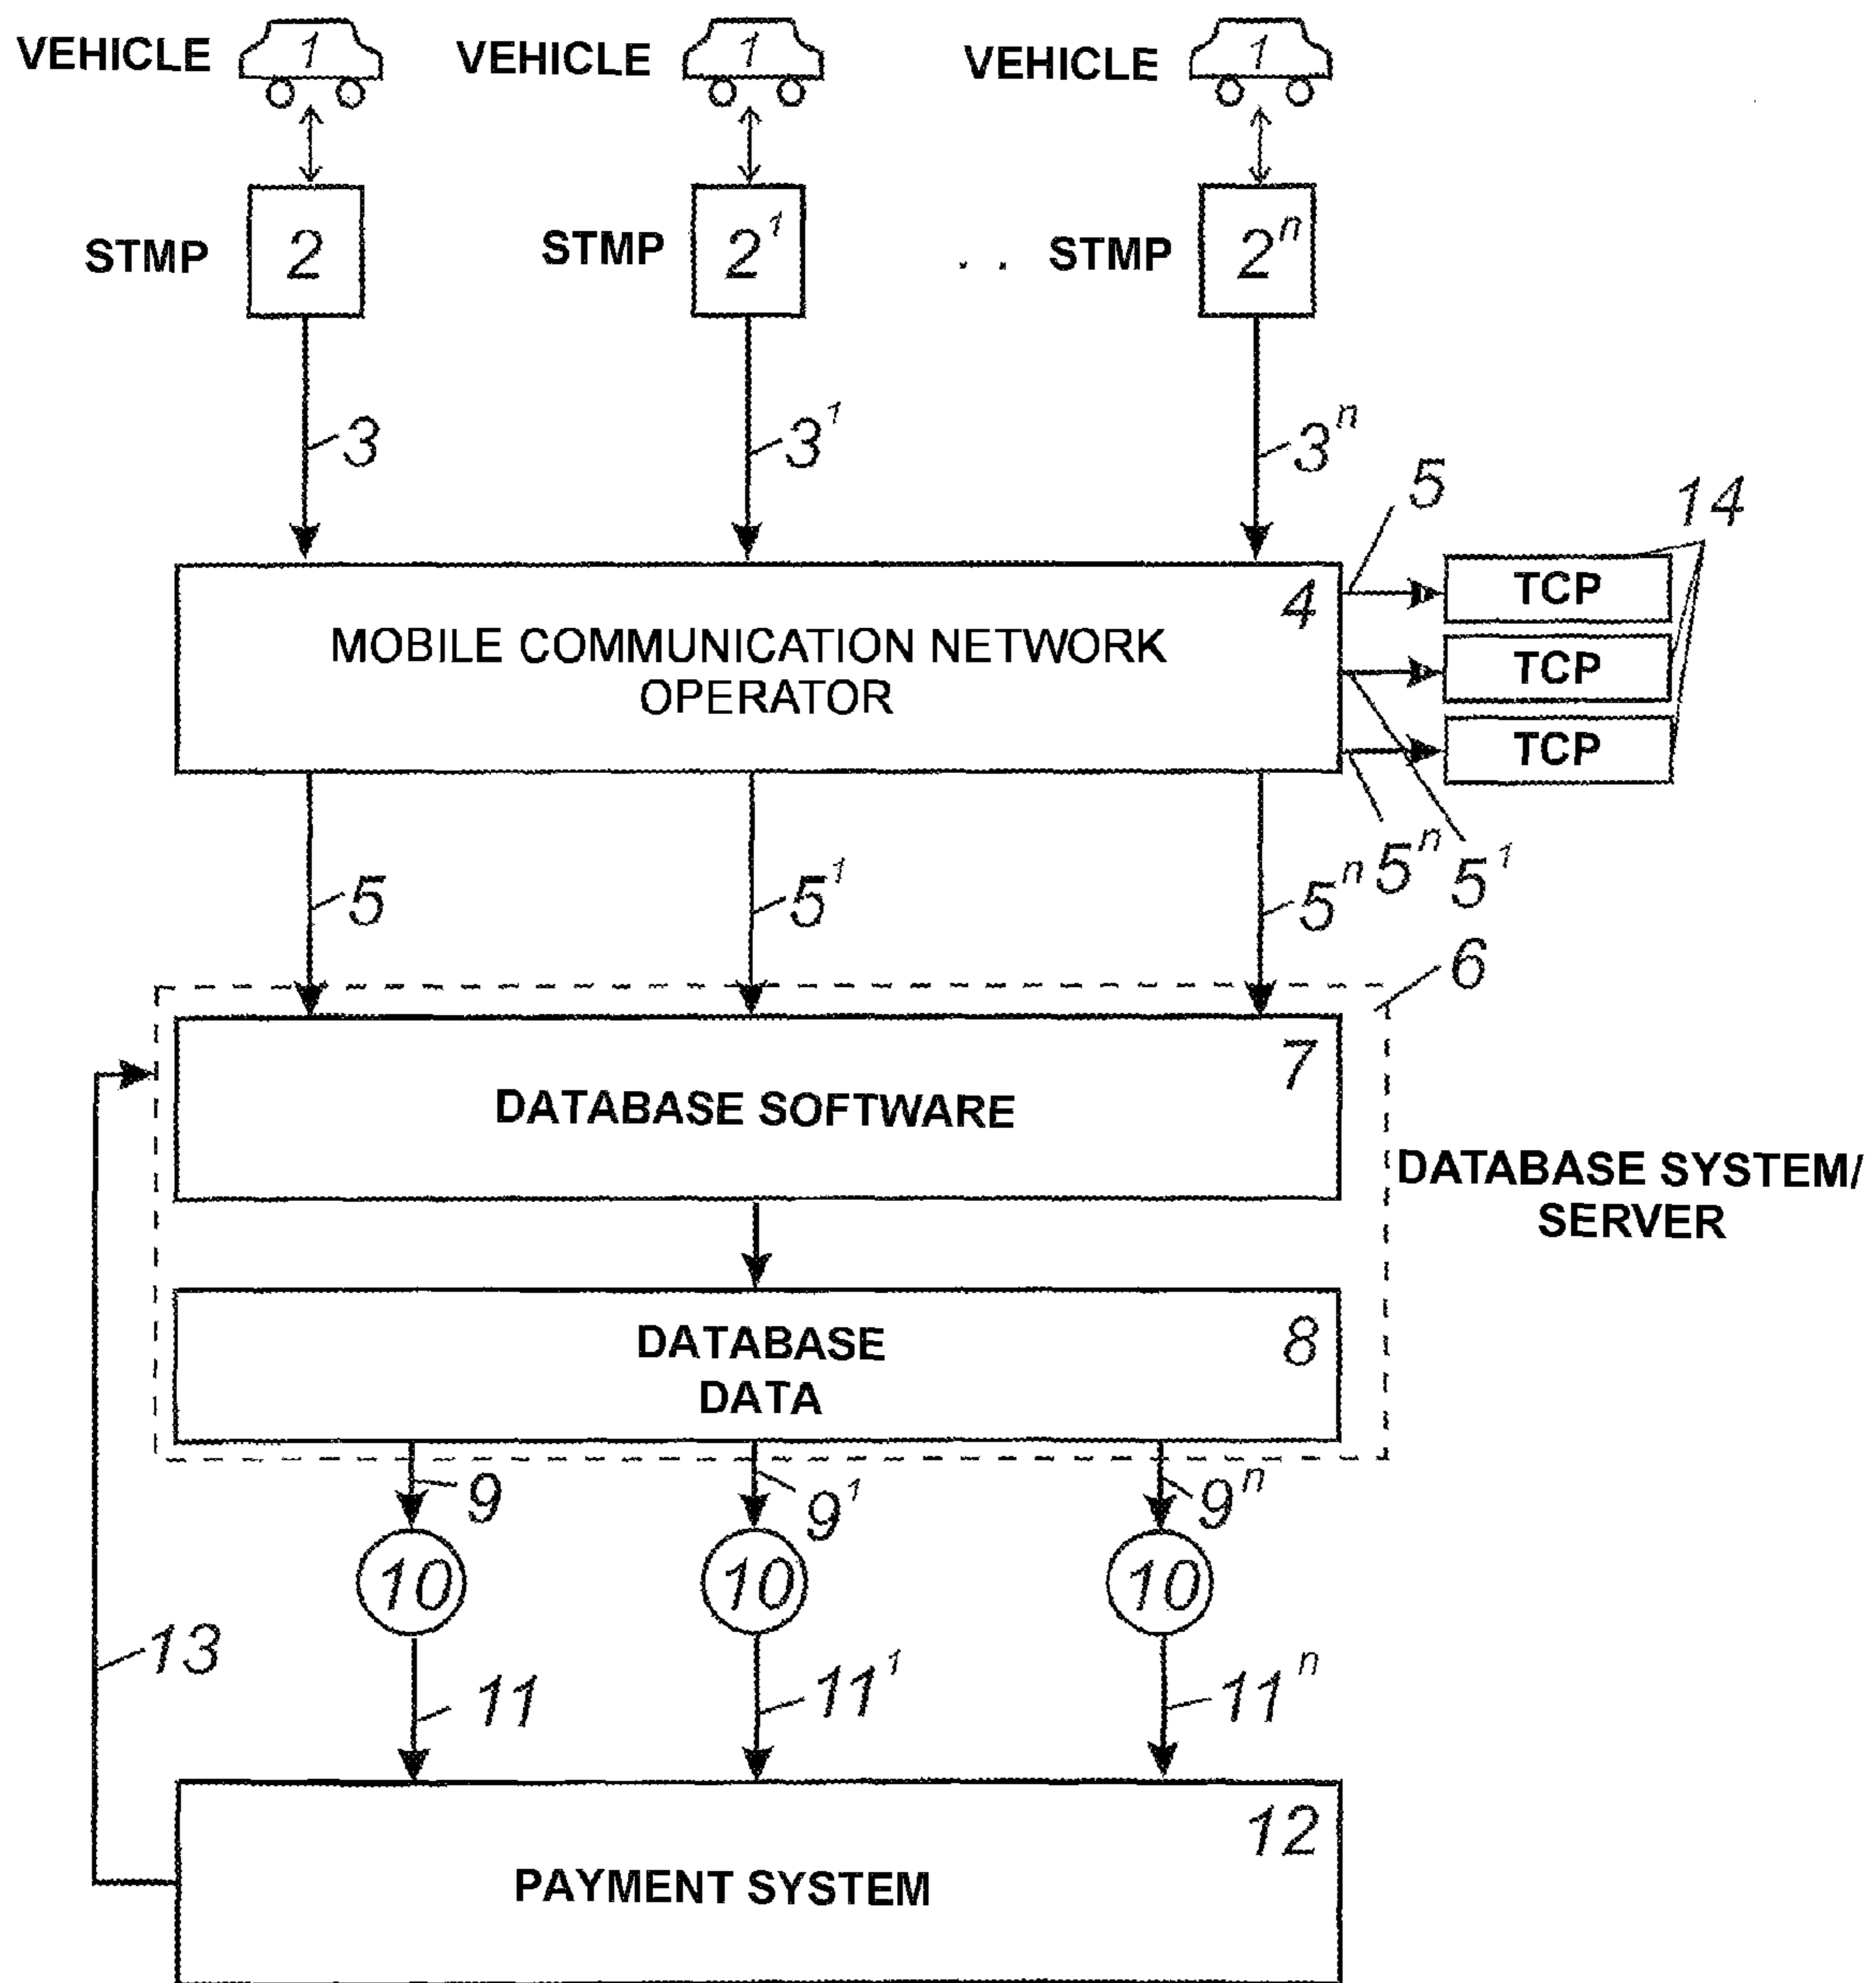 VEHICLE 1 VEHICLE 1 VEHICLE 1
STMP 2 STMP 2¹ . . STMP 2ⁿ
3 3¹ 3ⁿ
5 14
4 TCP
MOBILE COMMUNICATION NETWORK
OPERATOR
TCP
TCP
5 5¹ 5ⁿ 5ⁿ 5¹
6
7
DATABASE SOFTWARE
DATABASE SYSTEM/
SERVER
DATABASE
DATA
8
9 9¹ 9ⁿ
10 10 10
13 11 11¹ 11ⁿ
12
PAYMENT SYSTEM